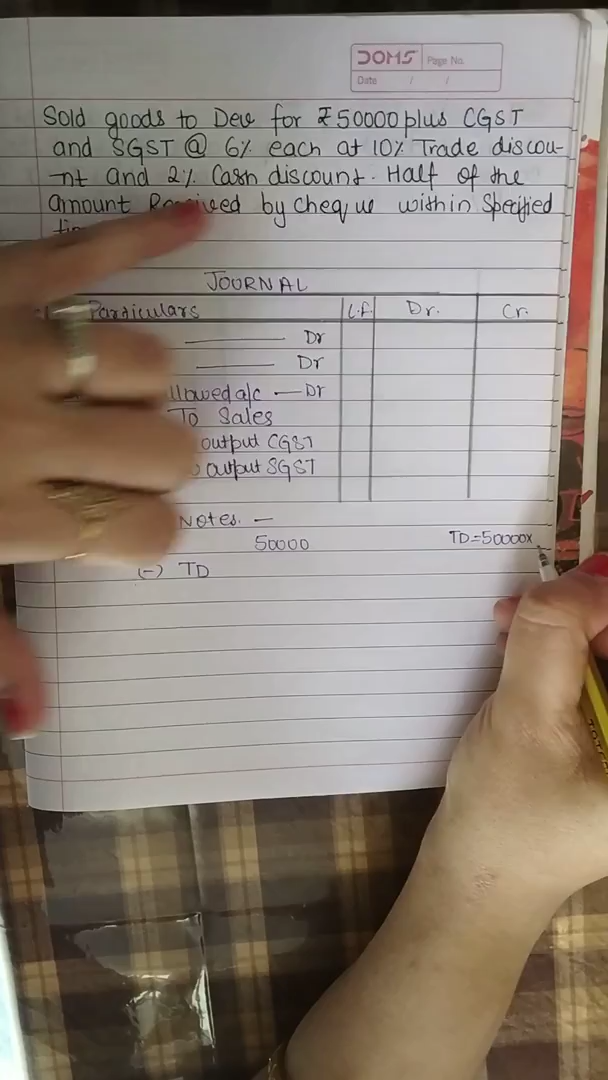 DOMS Page No.
Date / /
Sold goods to Dev for ₹50000 plus CGST
and SGST @ 6% each at 10% Trade discou-
nt and 2% Cash discount. Half of the
amount Received by cheque within Specified
JOURNAL
Particulars L.F. Dr. Cr.
Dr
Dr
a/c — Dr
To Sales
output CGST
output SGST
Notes. —
50000 TD=50000x
(-) TD